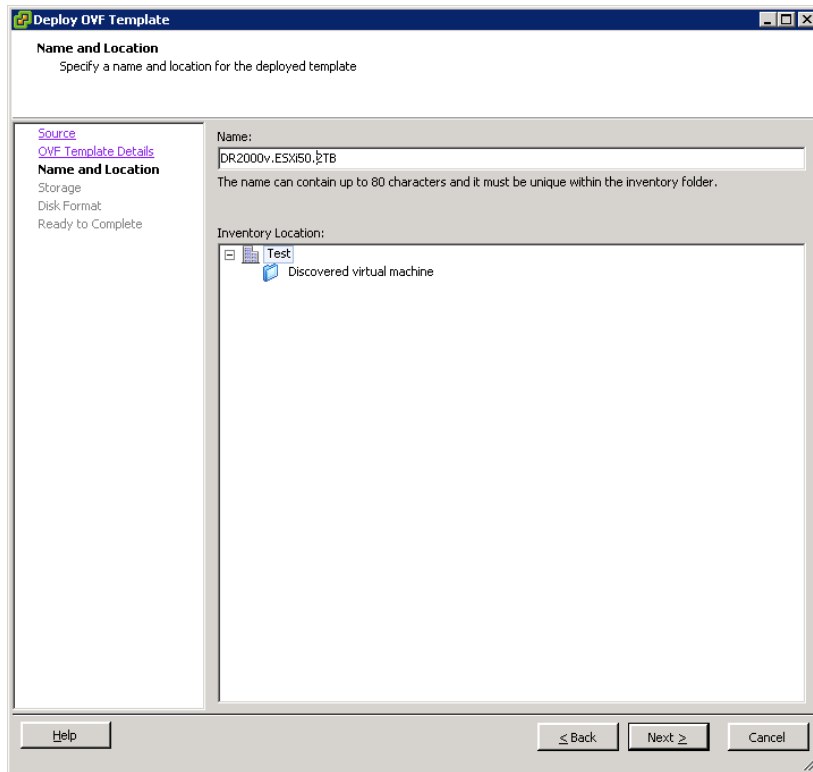 Deploy OVF Template
Name and Location
Specify a name and location for the deployed template
Source
OVF Template Details
Name and Location
Storage
Disk Format
Ready to Complete
Name:
DR2000v.ESXi50.2TB
The name can contain up to 80 characters and it must be unique within the inventory folder.
Inventory Location:
Test
Discovered virtual machine
Help
< Back
Next >
Cancel